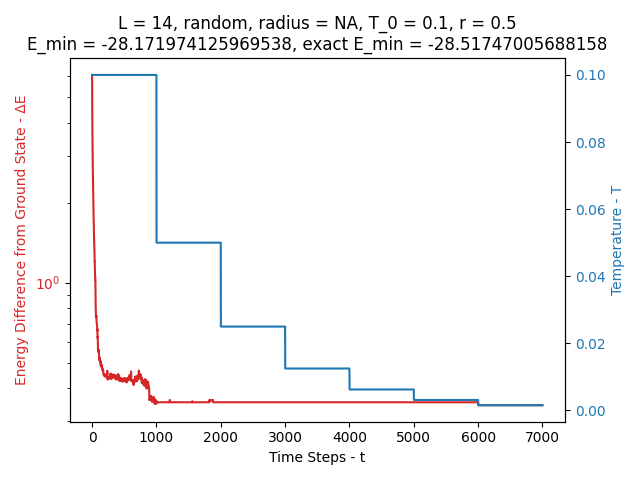 L = 14, random, radius = NA, T_0 = 0.1, r = 0.5
E_min = -28.171974125969538, exact E_min = -28.51747005688158
Energy Difference from Ground State - ΔE
10⁰
0.10
0.08
0.06
0.04
0.02
0.00
Temperature - T
0 1000 2000 3000 4000 5000 6000 7000
Time Steps - t